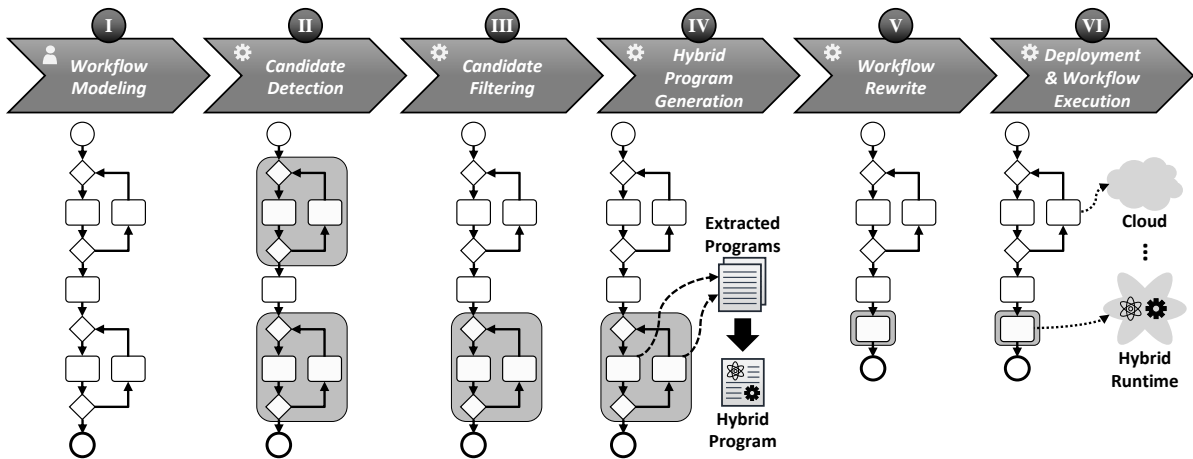 I
II
III
IV
V
VI
Workflow
Modeling
Candidate
Detection
Candidate
Filtering
Hybrid
Program
Generation
Workflow
Rewrite
Deployment
& Workflow
Execution
Extracted
Programs
Hybrid
Program
Cloud
Hybrid
Runtime